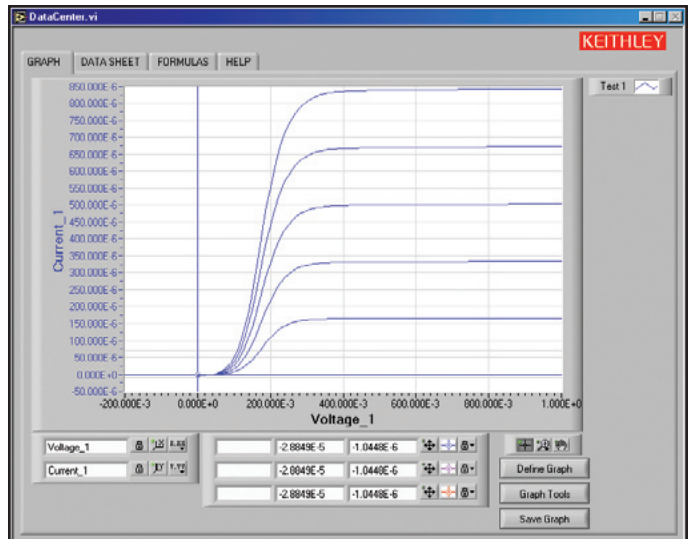 DataCenter.vi
KEITHLEY
GRAPH DATA SHEET FORMULAS HELP
Test 1
850.000E-6
800.000E-6
750.000E-6
700.000E-6
650.000E-6
600.000E-6
550.000E-6
500.000E-6
450.000E-6
400.000E-6
350.000E-6
300.000E-6
250.000E-6
200.000E-6
150.000E-6
100.000E-6
50.000E-6
0.000E+0
-50.000E-6
Current_1
-200.000E-3 0.000E+0 200.000E-3 400.000E-3 600.000E-3 800.000E-3 1.000E+0
Voltage_1
Voltage_1 -2.8849E-5 -1.0448E-6
Current_1 -2.8849E-5 -1.0448E-6 Define Graph
-2.8849E-5 -1.0448E-6 Graph Tools
Save Graph